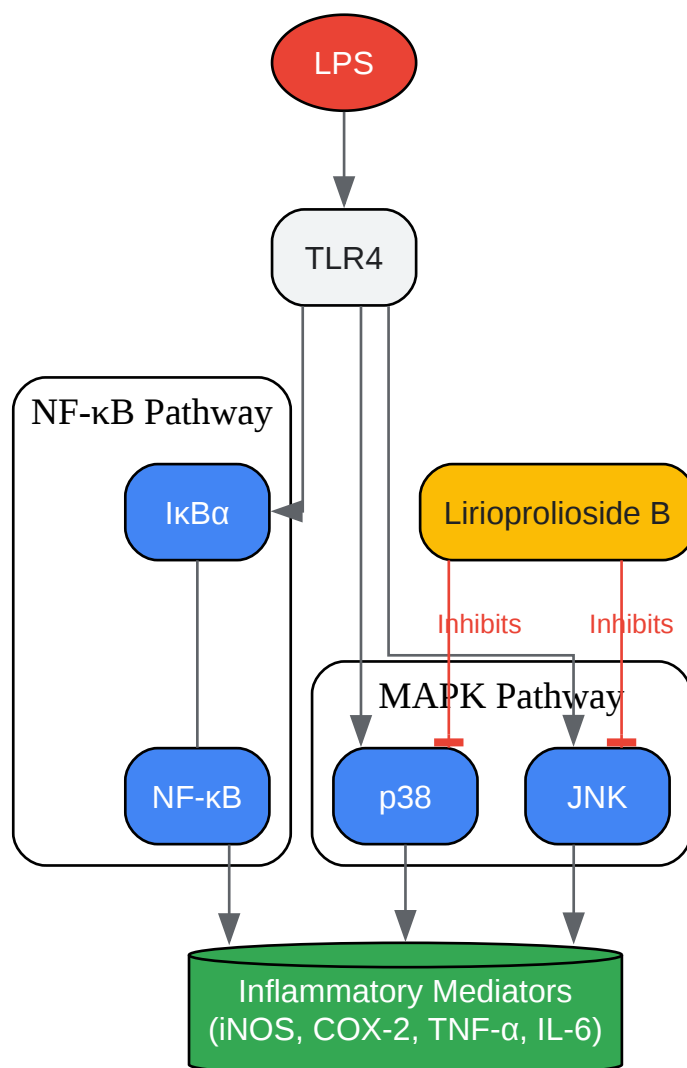 LPS
TLR4
NF-κB Pathway
IκBα
Lirioprolioside B
Inhibits
Inhibits
MAPK Pathway
NF-κB
p38
JNK
Inflammatory Mediators
(iNOS, COX-2, TNF-α, IL-6)